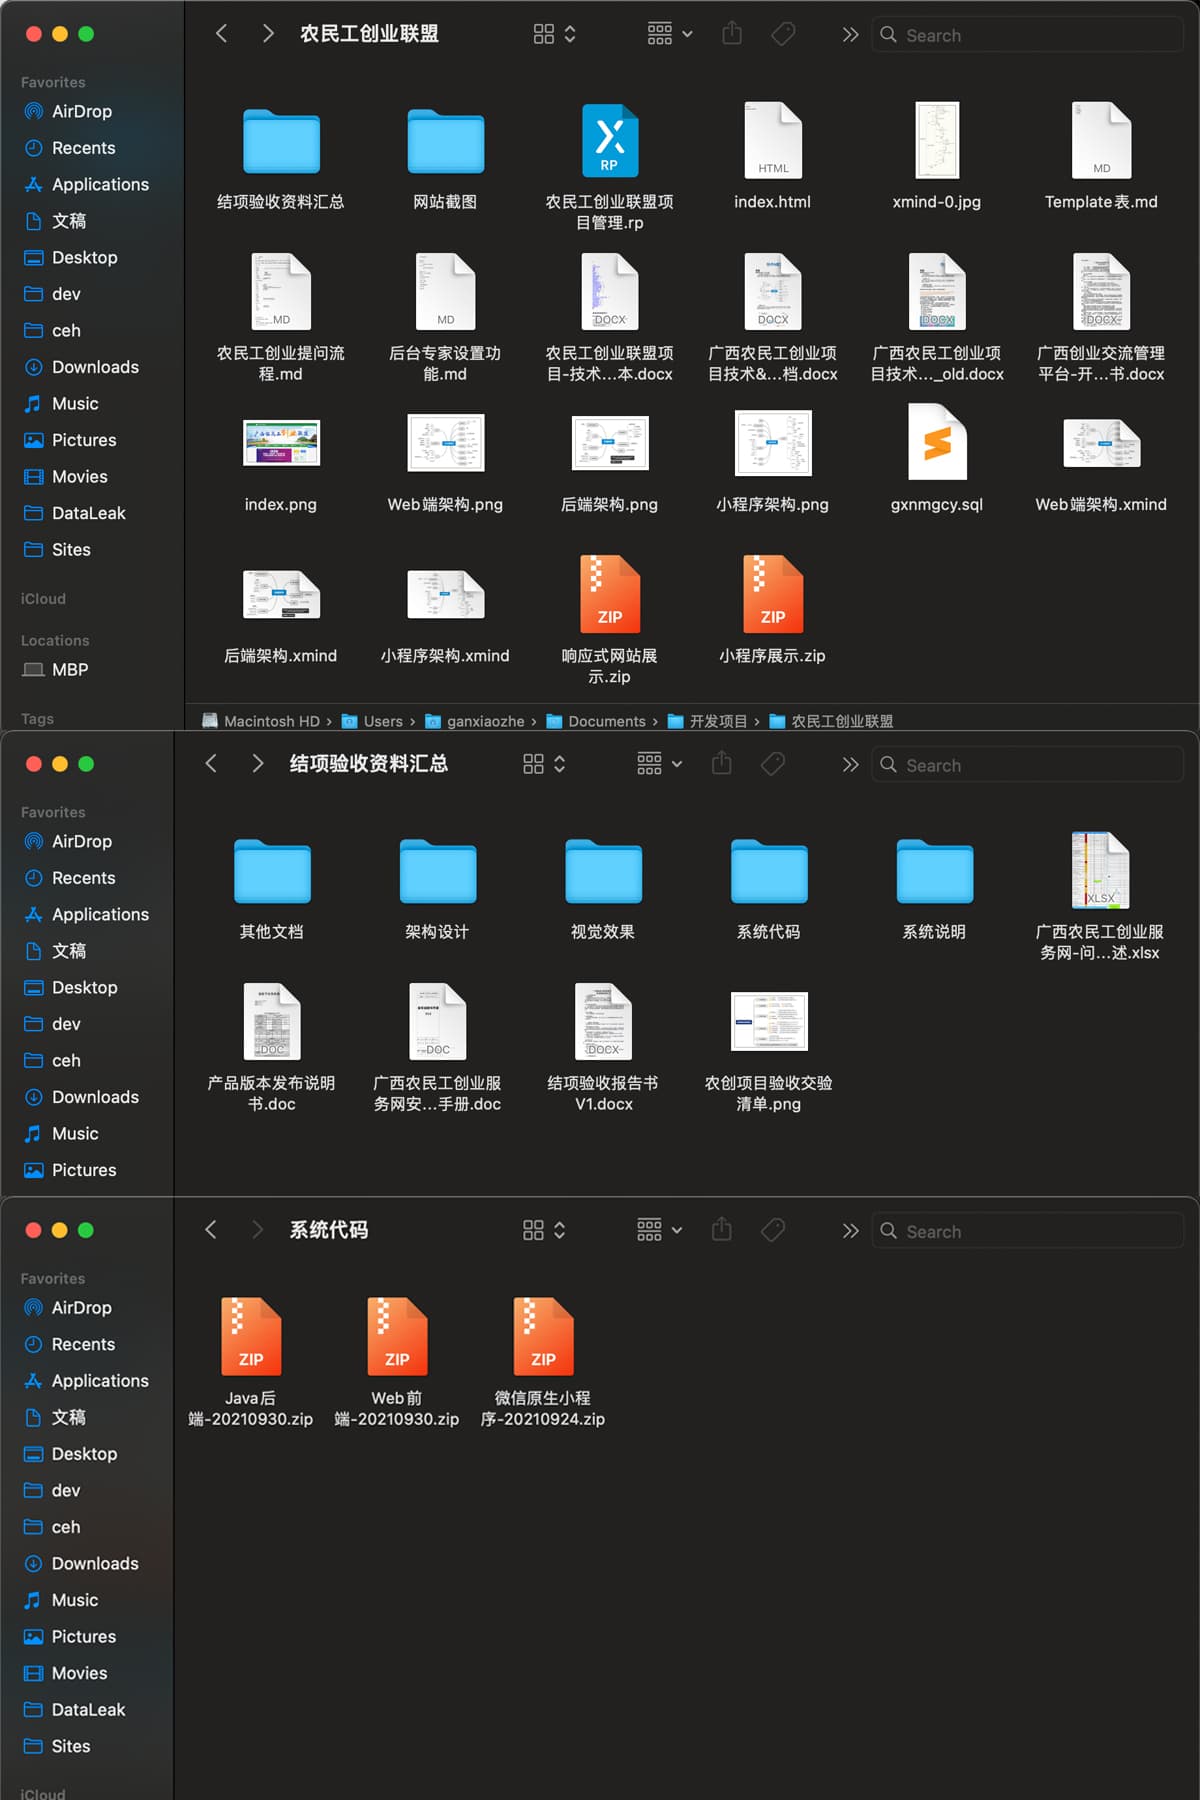 农民工创业联盟
Search
Favorites
AirDrop
Recents
Applications
文稿
Desktop
dev
ceh
Downloads
Music
Pictures
Movies
DataLeak
Sites
iCloud
Locations
MBP
Tags
结项验收资料汇总
网站截图
RP
农民工创业联盟项
目管理.rp
HTML
index.html
xmind-0.jpg
MD
Template表.md
MD
农民工创业提问流
程.md
MD
后台专家设置功
能.md
DOCX
农民工创业联盟项
目-技术...本.docx
DOCX
广西农民工创业项
目技术&...档.docx
DOCX
广西农民工创业项
目技术..._old.docx
DOCX
广西创业交流管理
平台-开...书.docx
index.png
Web端架构.png
后端架构.png
小程序架构.png
gxnmgcy.sql
Web端架构.xmind
后端架构.xmind
小程序架构.xmind
ZIP
响应式网站展
示.zip
ZIP
小程序展示.zip
Macintosh HD › Users › ganxiaozhe › Documents › 开发项目 › 农民工创业联盟
结项验收资料汇总
Search
Favorites
AirDrop
Recents
Applications
文稿
Desktop
dev
ceh
Downloads
Music
Pictures
其他文档
架构设计
视觉效果
系统代码
系统说明
XLSX
广西农民工创业服
务网-问...述.xlsx
DOC
产品版本发布说明
书.doc
DOC
广西农民工创业服
务网安...手册.doc
DOCX
结项验收报告书
V1.docx
农创项目验收交验
清单.png
系统代码
Search
Favorites
AirDrop
Recents
Applications
文稿
Desktop
dev
ceh
Downloads
Music
Pictures
Movies
DataLeak
Sites
iCloud
ZIP
Java后
端-20210930.zip
ZIP
Web前
端-20210930.zip
ZIP
微信原生小程
序-20210924.zip